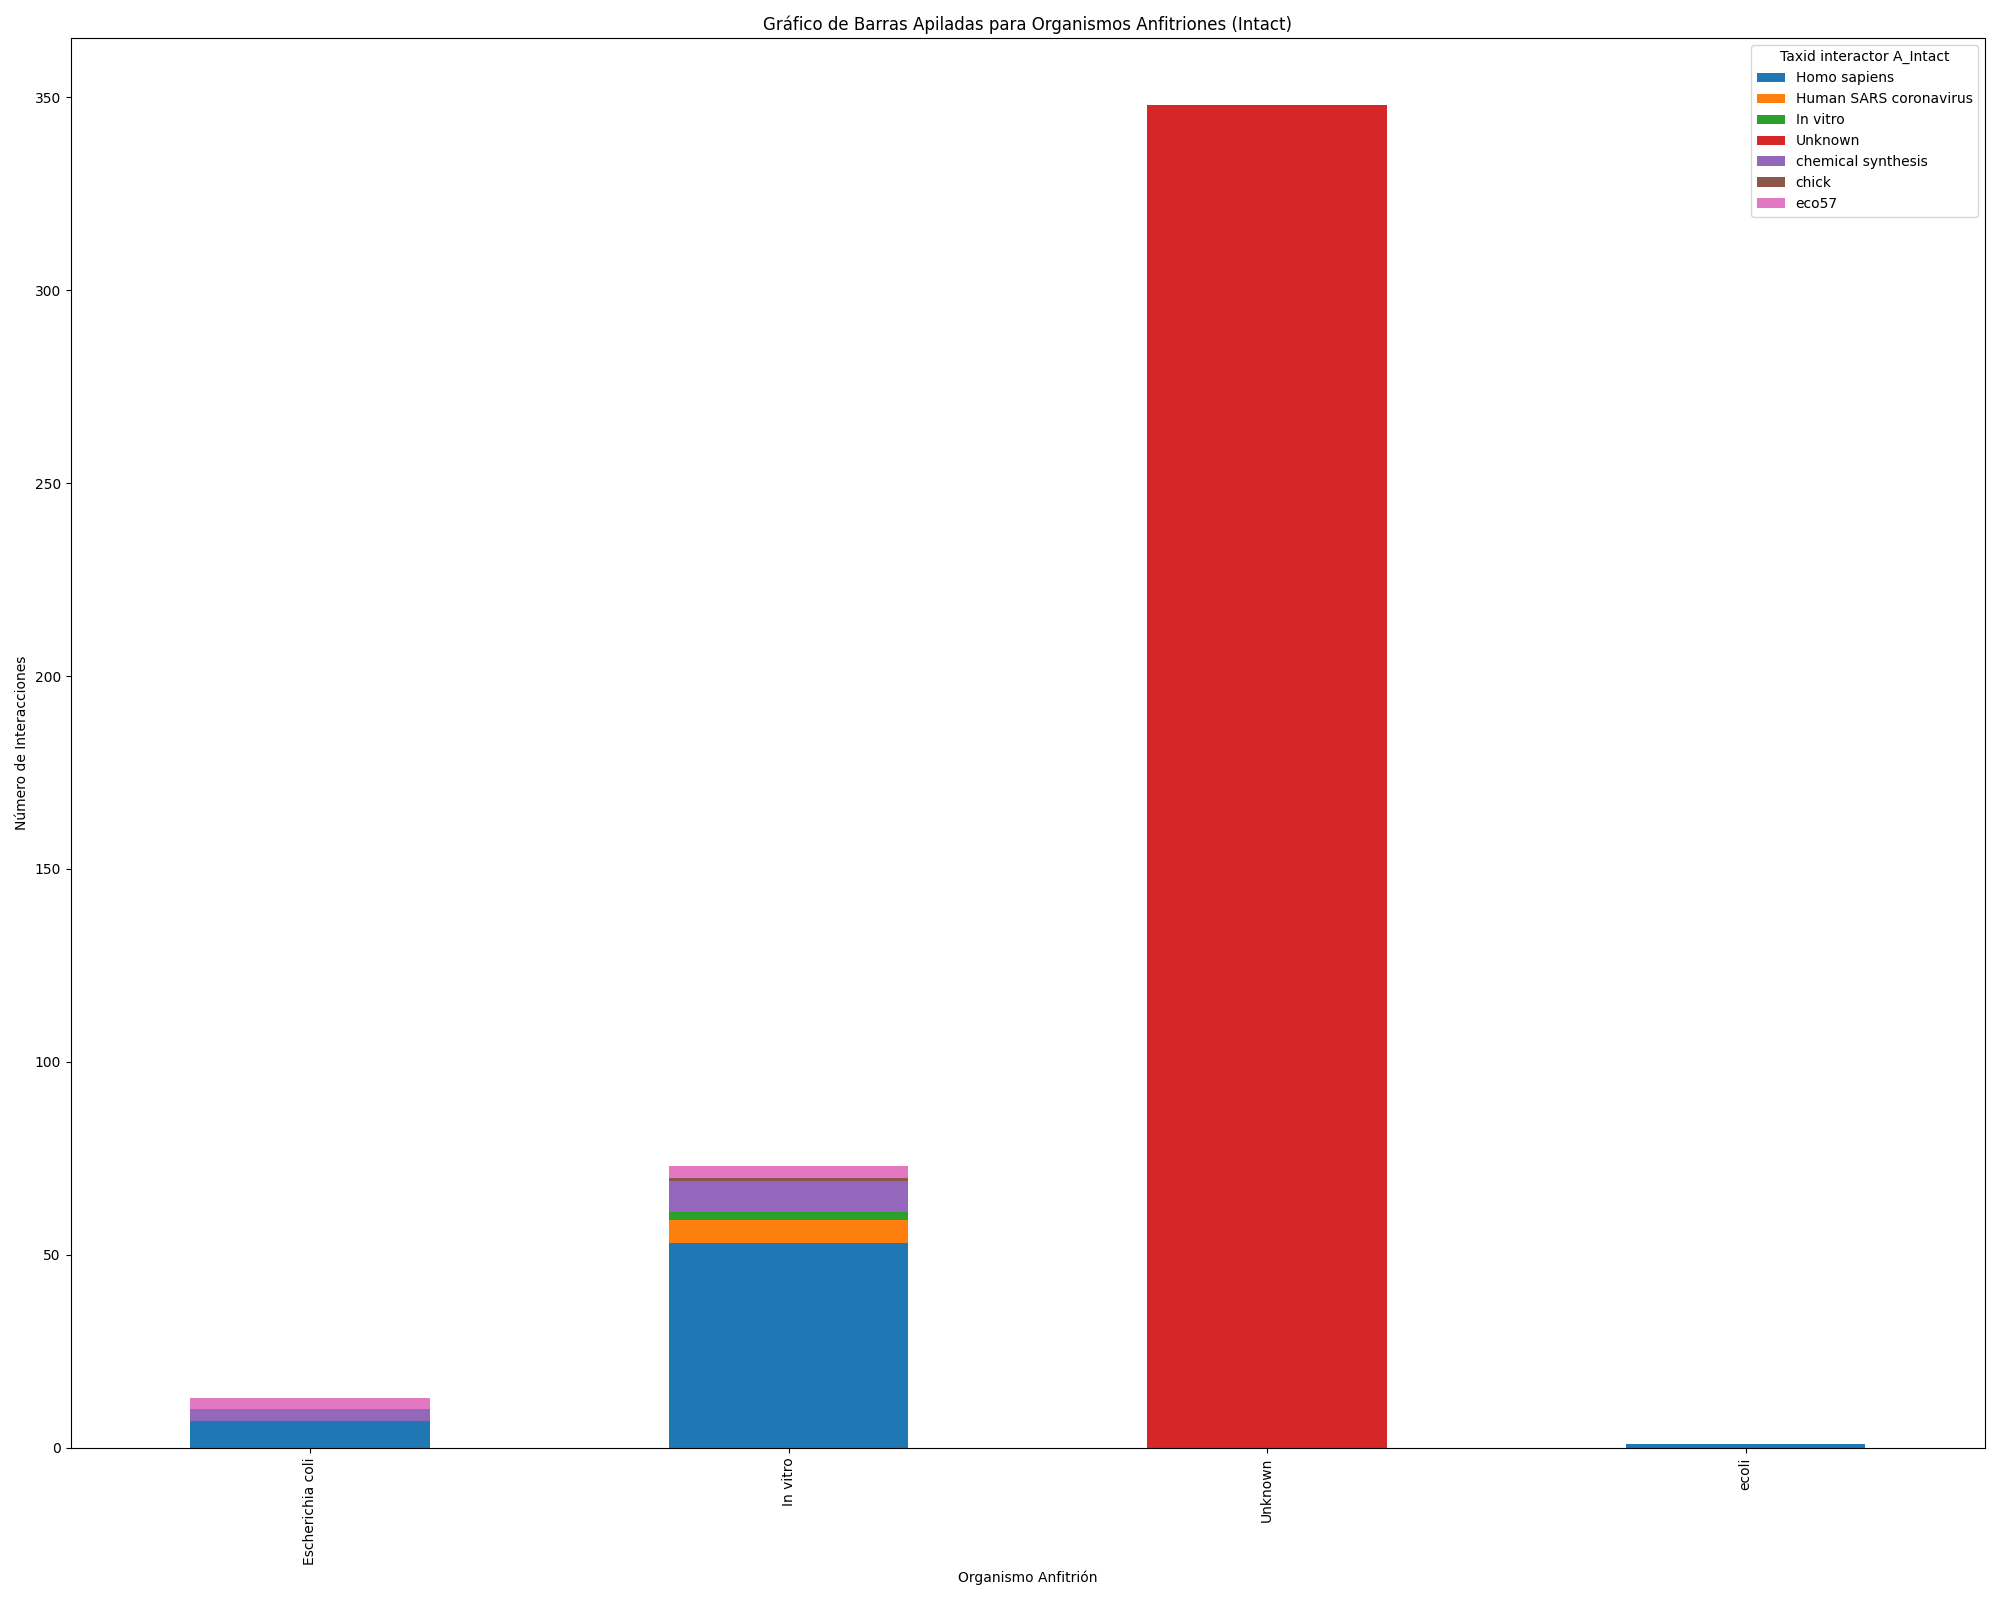 Gráfico de Barras Apiladas para Organismos Anfitriones (Intact)
Taxid interactor A_Intact
Homo sapiens
Human SARS coronavirus
In vitro
Unknown
chemical synthesis
chick
eco57
Número de Interacciones
350
300
250
200
150
100
50
0
Escherichia coli
In vitro
Unknown
ecoli
Organismo Anfitrión